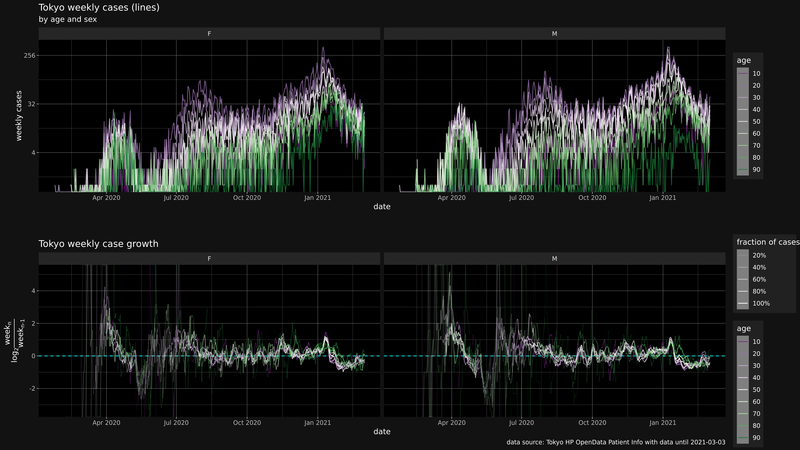 Tokyo weekly cases (lines)
by age and sex
F
M
256
32
4
weekly cases
Apr 2020
Jul 2020
Oct 2020
Jan 2021
Apr 2020
Jul 2020
Oct 2020
Jan 2021
date
age
10
20
30
40
50
60
70
80
90
Tokyo weekly case growth
F
M
4
2
0
-2
log₂ weekₙ / weekₙ₋₁
Apr 2020
Jul 2020
Oct 2020
Jan 2021
Apr 2020
Jul 2020
Oct 2020
Jan 2021
date
fraction of cases
20%
40%
60%
80%
100%
age
10
20
30
40
50
60
70
80
90
data source: Tokyo HP OpenData Patient Info with data until 2021-03-03